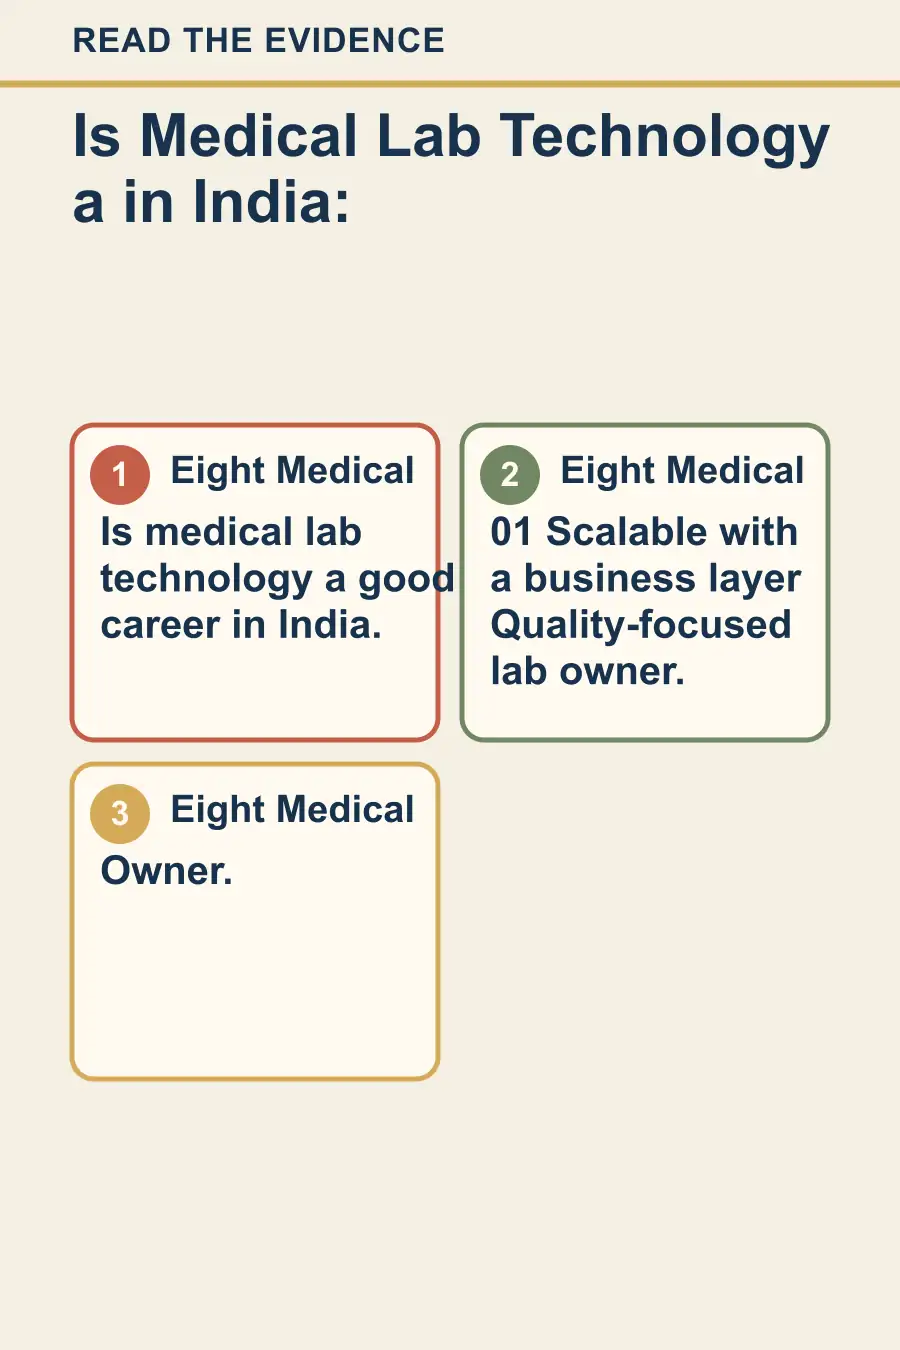 READ THE EVIDENCE
Is Medical Lab Technology
a in India:
1 Eight Medical
Is medical lab
technology a good
career in India.
2 Eight Medical
01 Scalable with
a business layer
Quality-focused
lab owner.
3 Eight Medical
Owner.